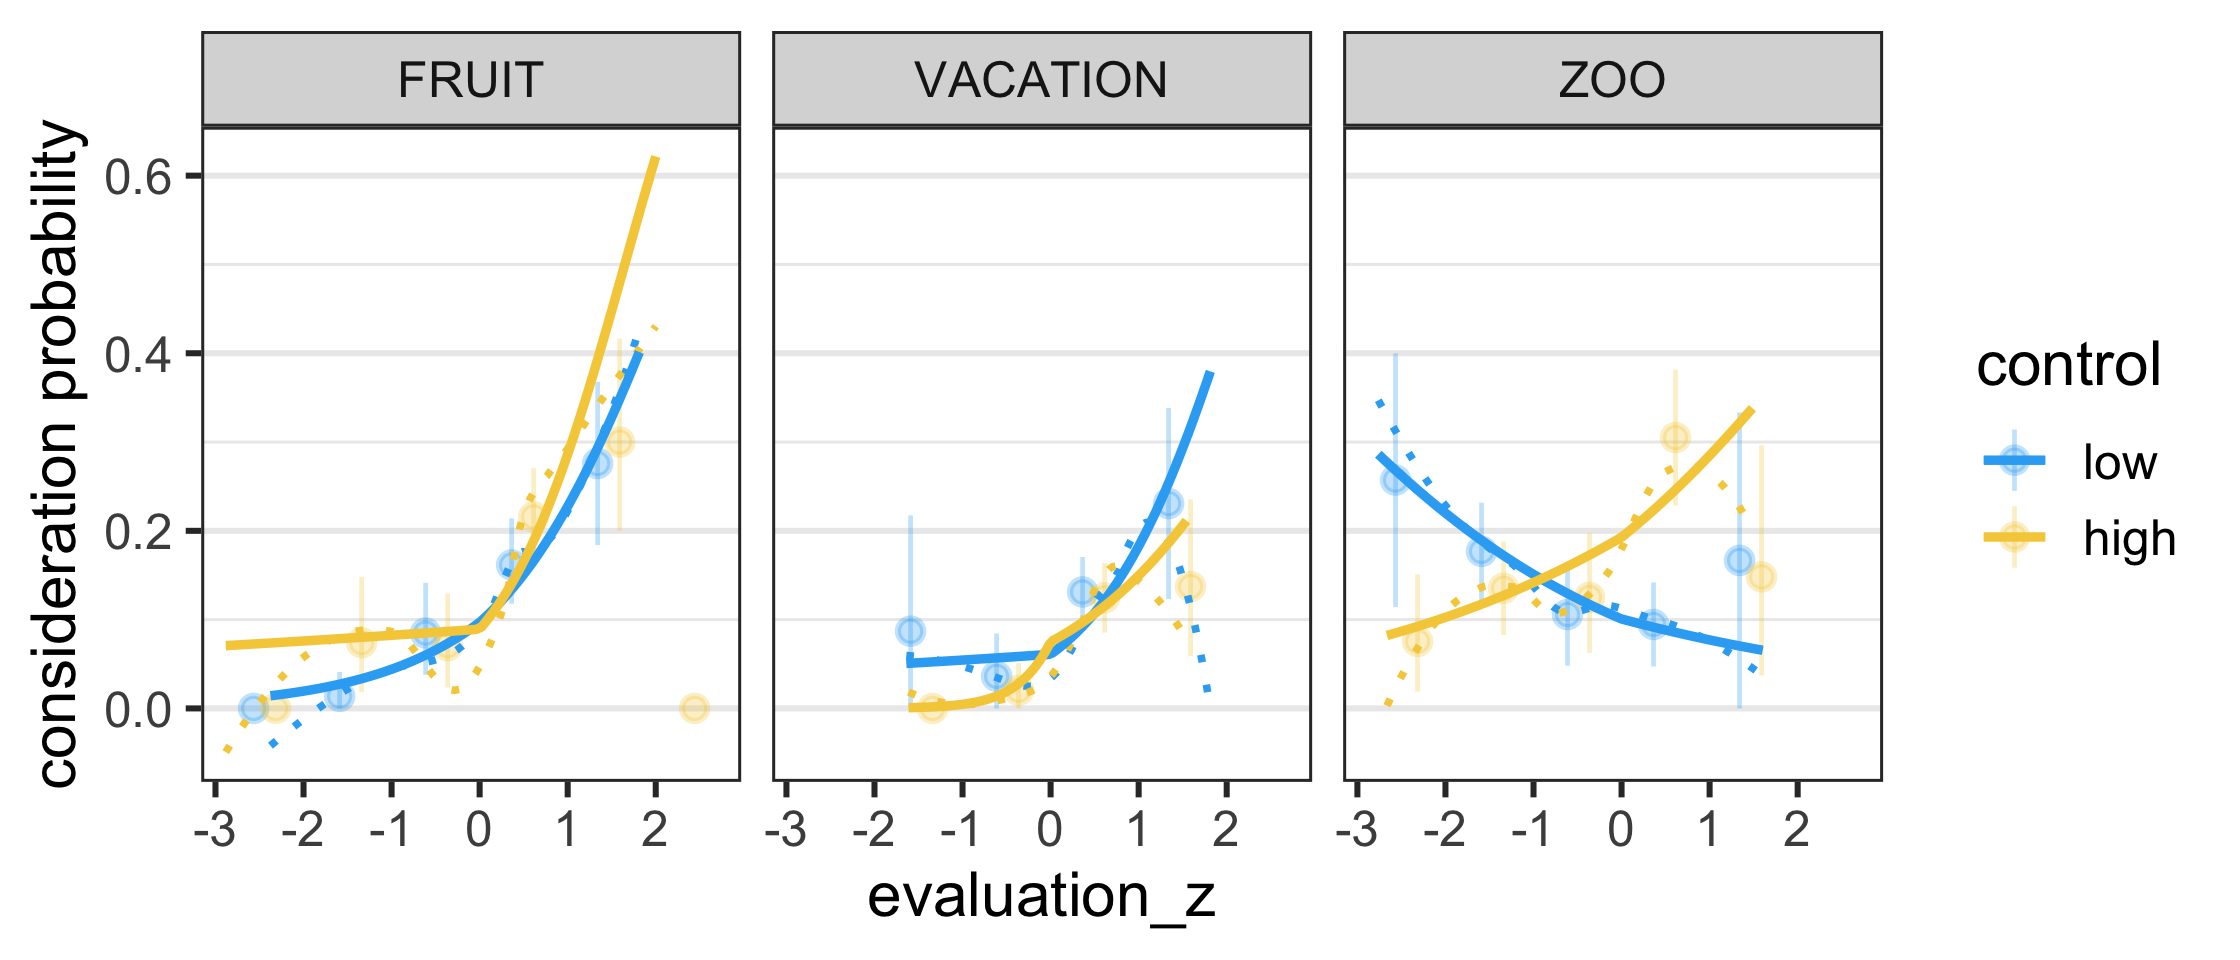 FRUIT VACATION ZOO
consideration probability
0.6
0.4
0.2
0.0
-3 -2 -1 0 1 2 -3 -2 -1 0 1 2 -3 -2 -1 0 1 2
evaluation_z
control
low
high